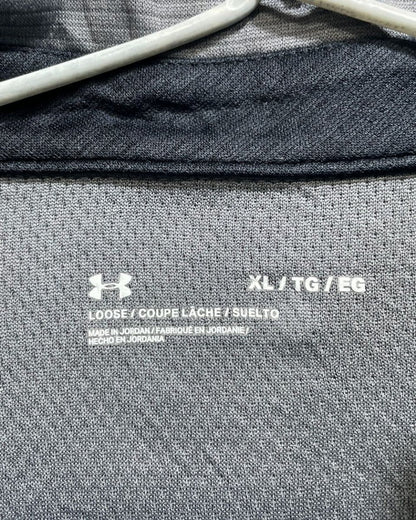 XL / TG / EG
LOOSE / COUPE LÂCHE / SUELTO
MADE IN JORDAN / FABRIQUÉ EN JORDANIE /
HECHO EN JORDANIA